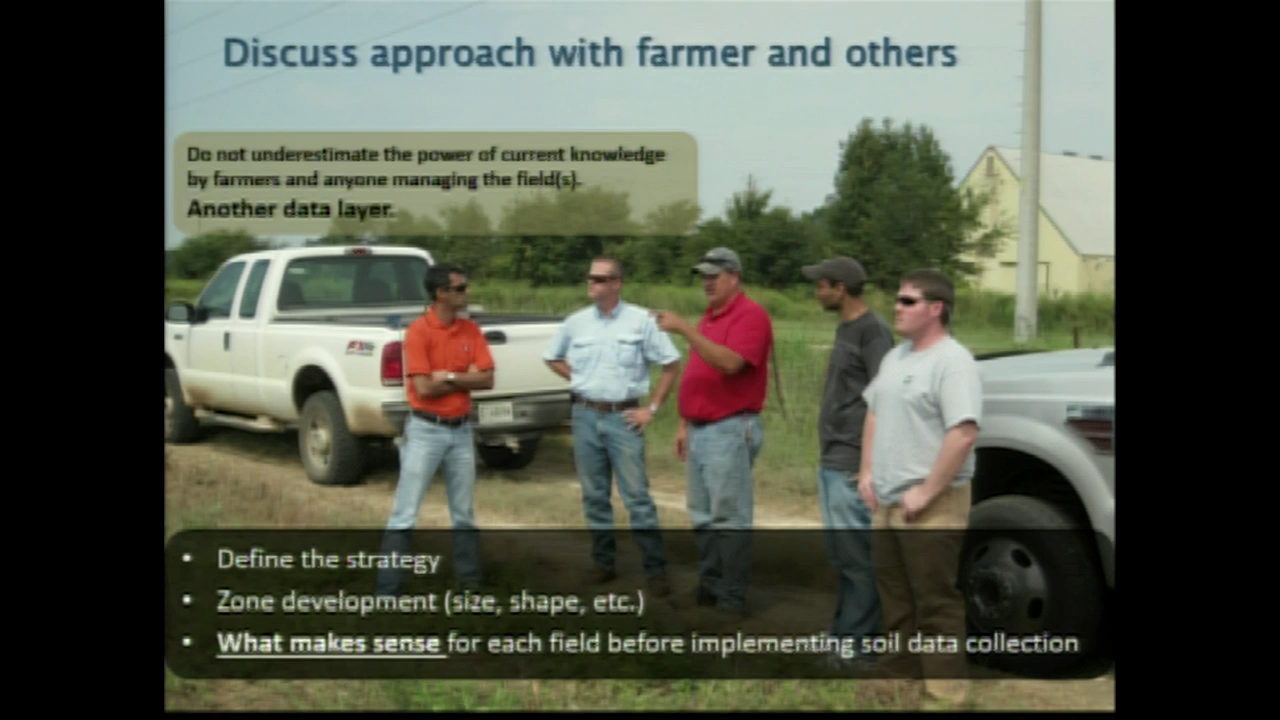 Discuss approach with farmer and others
Do not underestimate the power of current knowledge
by farmers and anyone managing the field(s).
Another data layer.
• Define the strategy
• Zone development (size, shape, etc.)
• What makes sense for each field before implementing soil data collection